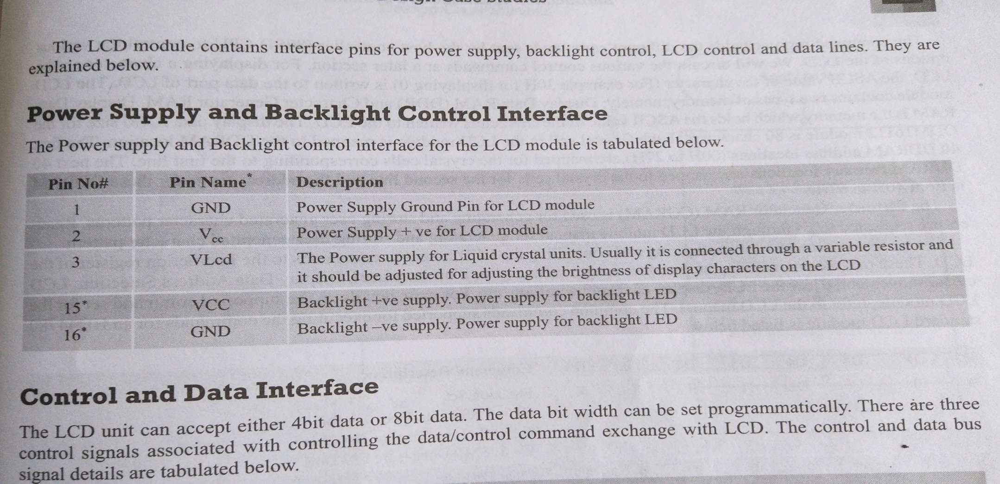 Design Case Studies
The LCD module contains interface pins for power supply, backlight control, LCD control and data lines. They are
explained below.
Power Supply and Backlight Control Interface
The Power supply and Backlight control interface for the LCD module is tabulated below.
Pin No# Pin Name* Description
1 GND Power Supply Ground Pin for LCD module
2 Vcc Power Supply + ve for LCD module
3 VLcd The Power supply for Liquid crystal units. Usually it is connected through a variable resistor and
it should be adjusted for adjusting the brightness of display characters on the LCD
15* VCC Backlight +ve supply. Power supply for backlight LED
16* GND Backlight –ve supply. Power supply for backlight LED
Control and Data Interface
The LCD unit can accept either 4bit data or 8bit data. The data bit width can be set programmatically. There are three
control signals associated with controlling the data/control command exchange with LCD. The control and data bus
signal details are tabulated below.